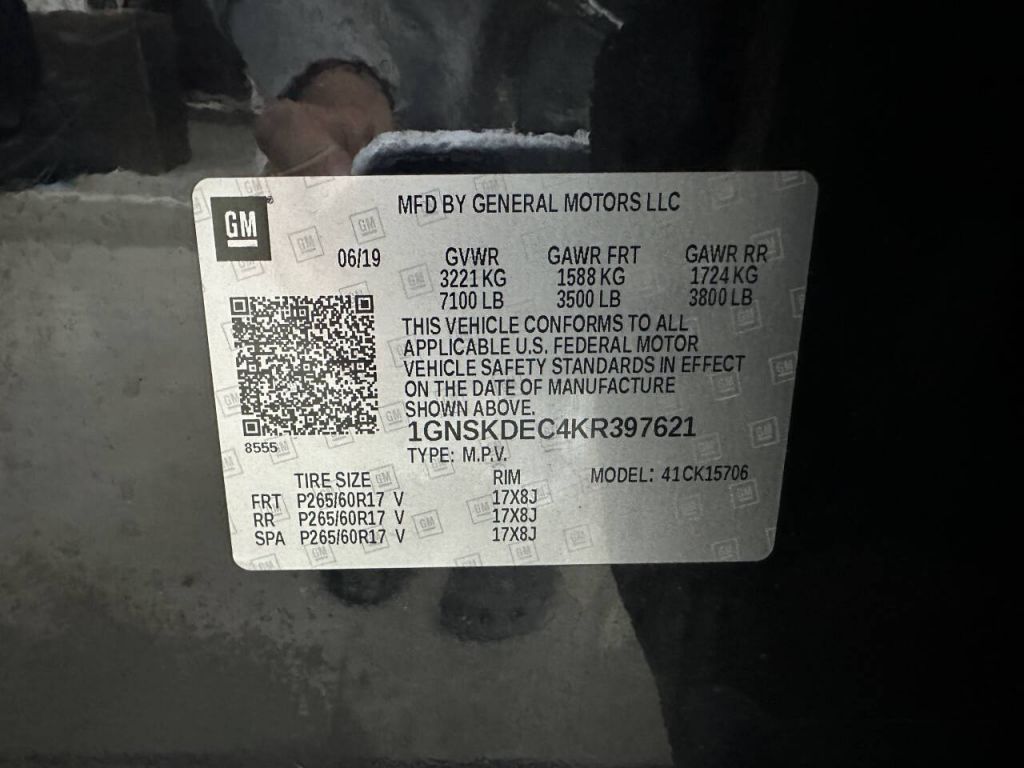 GM
MFD BY GENERAL MOTORS LLC
06/19 GVWR GAWR FRT GAWR RR
3221 KG 1588 KG 1724 KG
7100 LB 3500 LB 3800 LB
THIS VEHICLE CONFORMS TO ALL
APPLICABLE U.S. FEDERAL MOTOR
VEHICLE SAFETY STANDARDS IN EFFECT
ON THE DATE OF MANUFACTURE
SHOWN ABOVE.
1GNSKDEC4KR397621
8555
TYPE: M.P.V.
TIRE SIZE RIM MODEL: 41CK15706
FRT P265/60R17 V 17X8J
RR P265/60R17 V 17X8J
SPA P265/60R17 V 17X8J